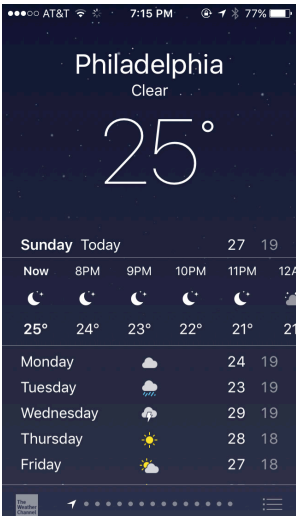 AT&T 7:15 PM 77%
Philadelphia
Clear
25°
Sunday Today 27 19
Now 8PM 9PM 10PM 11PM 12A
25° 24° 23° 22° 21° 21
Monday 24 19
Tuesday 23 19
Wednesday 29 19
Thursday 28 18
Friday 27 18
The
Weather
Channel